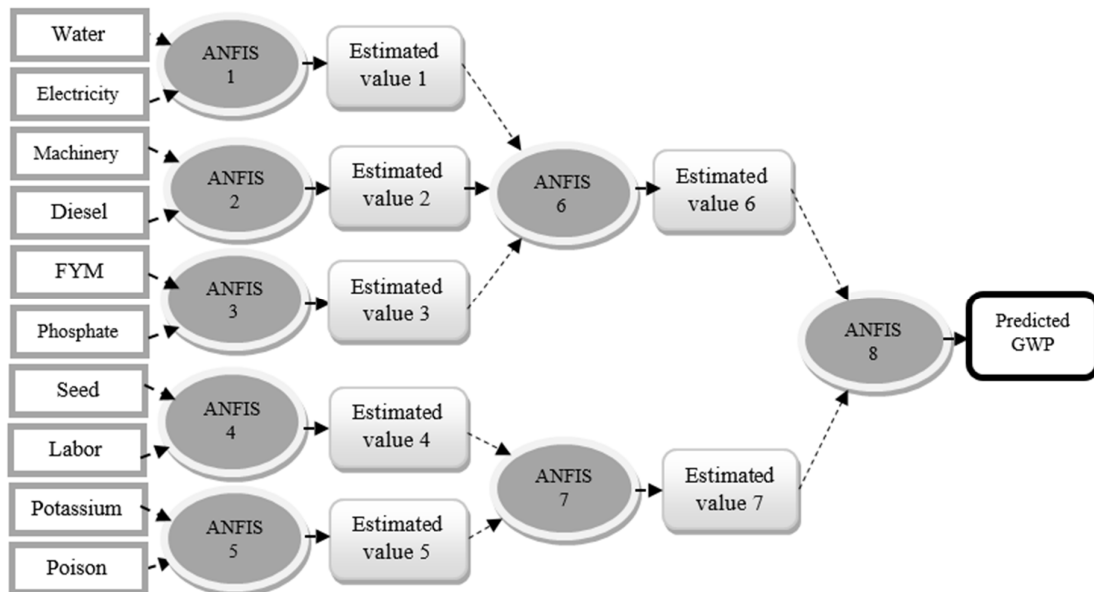 Water
Electricity
Machinery
Diesel
FYM
Phosphate
Seed
Labor
Potassium
Poison
ANFIS
1
ANFIS
2
ANFIS
3
ANFIS
4
ANFIS
5
Estimated
value 1
Estimated
value 2
Estimated
value 3
Estimated
value 4
Estimated
value 5
ANFIS
6
ANFIS
7
Estimated
value 6
Estimated
value 7
ANFIS
8
Predicted
GWP